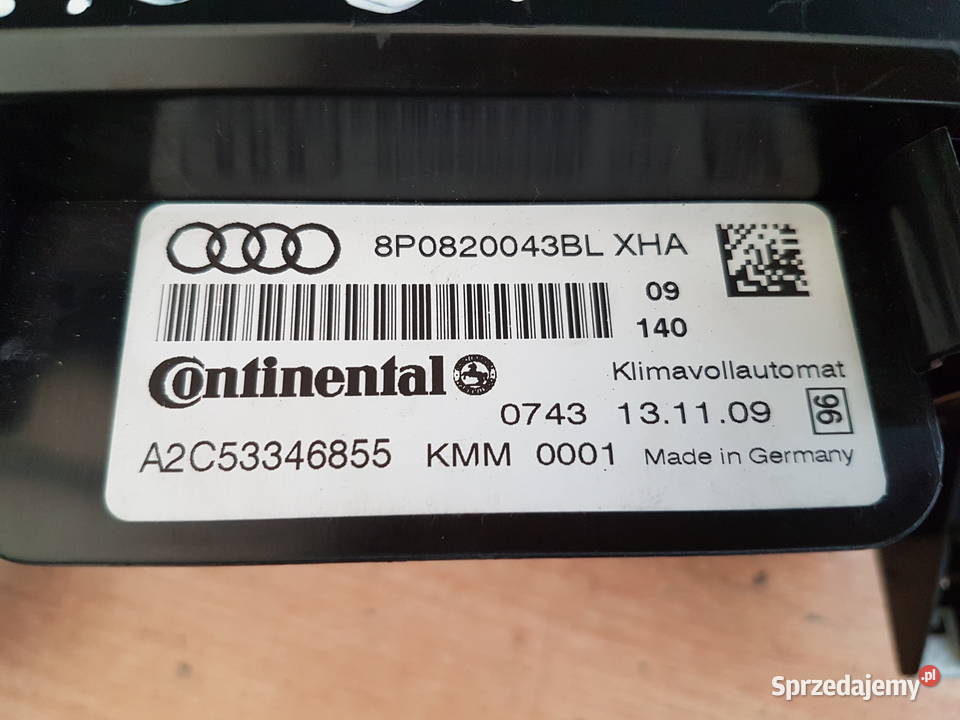 8P0820043BL XHA
09
140
Continental
Klimavollautomat
0743 13.11.09 96
A2C53346855 KMM 0001 Made in Germany
Sprzedajemy.pl